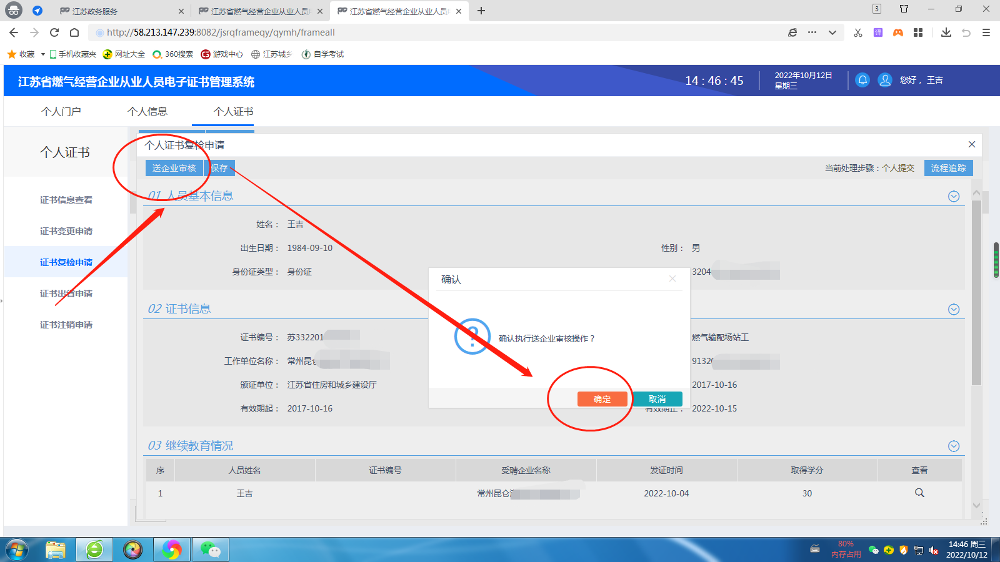 江苏政务服务
江苏省燃气经营企业从业人员
江苏省燃气经营企业从业人员
3
http://58.213.147.239:8082/jsrqframeqy/qymh/frameall
译
收藏
手机收藏夹
网址大全
360搜索
游戏中心
江苏城乡
自学考试
江苏省燃气经营企业从业人员电子证书管理系统
14 : 46 : 45
2022年10月12日
星期三
您好， 王吉
个人门户
个人信息
个人证书
个人证书
证书信息查看
证书变更申请
证书复检申请
证书出省申请
证书注销申请
个人证书复检申请
送企业审核
保存
当前处理步骤：个人提交
流程追踪
01 人员基本信息
姓名： 王吉
出生日期： 1984-09-10
性别： 男
身份证类型： 身份证
3204
02 证书信息
证书编号： 苏332201
燃气输配场站工
工作单位名称： 常州昆仑
9132
颁证单位： 江苏省住房和城乡建设厅
2017-10-16
有效期起： 2017-10-16
有效期止： 2022-10-15
确认
确认执行送企业审核操作？
确定
取消
03 继续教育情况
序 人员姓名 证书编号 受聘企业名称 发证时间 取得学分 查看
1 王吉 常州昆仑 2022-10-04 30
80%
内存占用
14:46 周三
2022/10/12